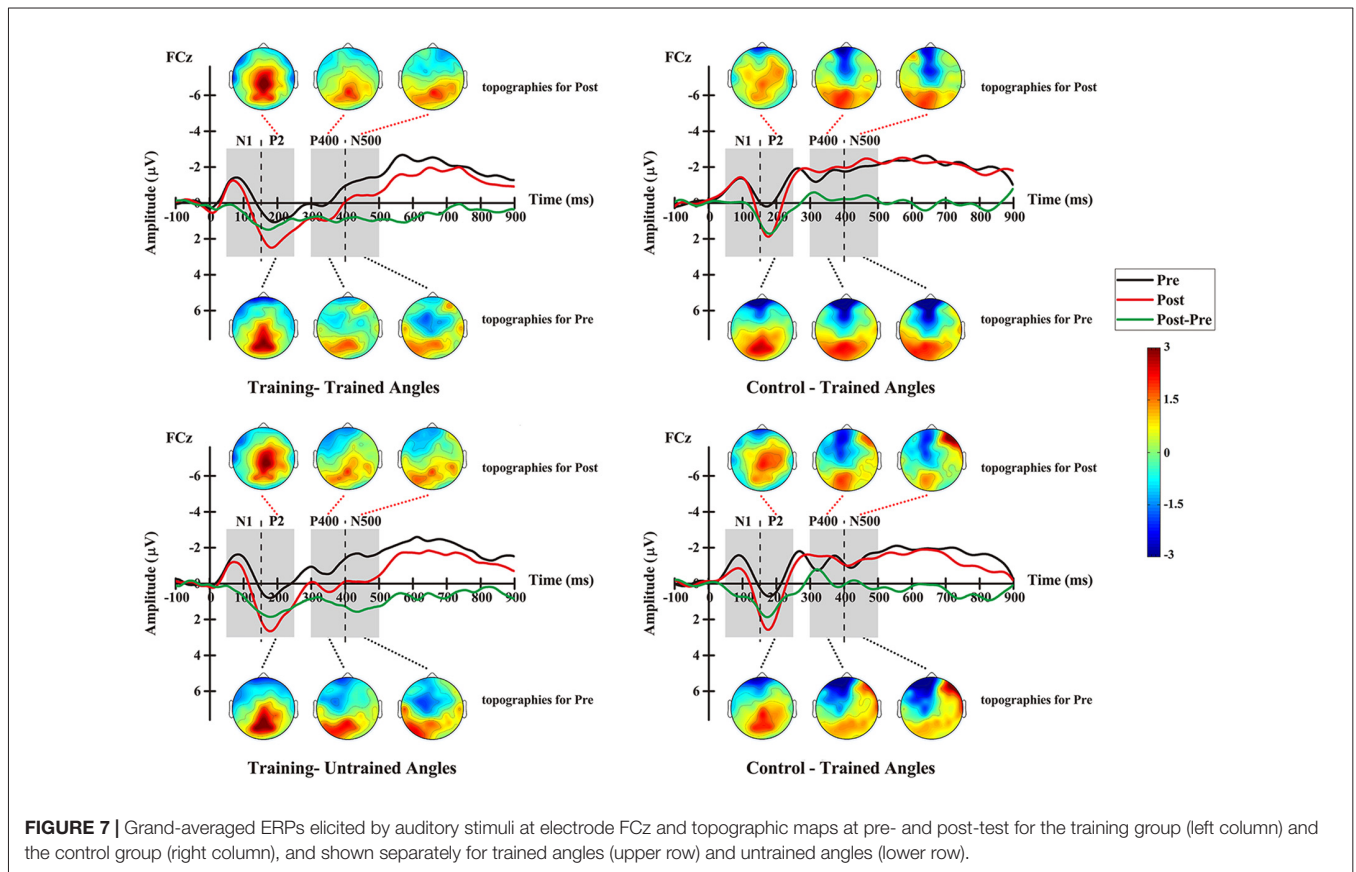 FCz
topographies for Post
-6
-4
N1 P2 P400 N500
-2
Time (ms)
-100 0 100 200 300 400 500 600 700 800 900
Amplitude (μV)
2
4
6
topographies for Pre
Training- Trained Angles
FCz
topographies for Post
-6
-4
N1 P2 P400 N500
-2
Time (ms)
-100 0 100 200 300 400 500 600 700 800 900
Amplitude (μV)
2
4
6
topographies for Pre
Control - Trained Angles
Pre
Post
Post-Pre
3
1.5
0
-1.5
-3
FCz
topographies for Post
-6
-4
N1 P2 P400 N500
-2
Time (ms)
-100 0 100 200 300 400 500 600 700 800 900
Amplitude (μV)
2
4
6
topographies for Pre
Training- Untrained Angles
FCz
topographies for Post
-6
-4
N1 P2 P400 N500
-2
Time (ms)
-100 0 100 200 300 400 500 600 700 800 900
Amplitude (μV)
2
4
6
topographies for Pre
Control - Trained Angles
FIGURE 7 | Grand-averaged ERPs elicited by auditory stimuli at electrode FCz and topographic maps at pre- and post-test for the training group (left column) and
the control group (right column), and shown separately for trained angles (upper row) and untrained angles (lower row).